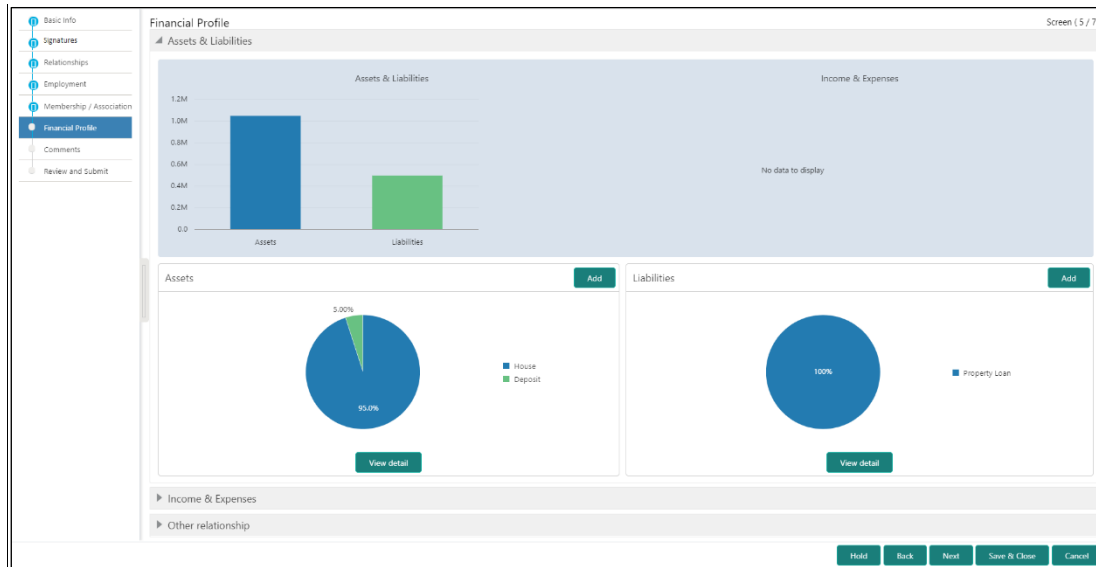 Basic Info
Signatures
Relationships
Employment
Membership / Association
Financial Profile
Comments
Review and Submit
Financial Profile
Screen ( 5 / 7
Assets & Liabilities
Assets & Liabilities
1.2M
1.0M
0.8M
0.6M
0.4M
0.2M
0.0
Assets
Liabilities
Income & Expenses
No data to display
Assets
Add
5.00%
95.0%
House
Deposit
View detail
Liabilities
Add
100%
Property Loan
View detail
Income & Expenses
Other relationship
Hold
Back
Next
Save & Close
Cancel